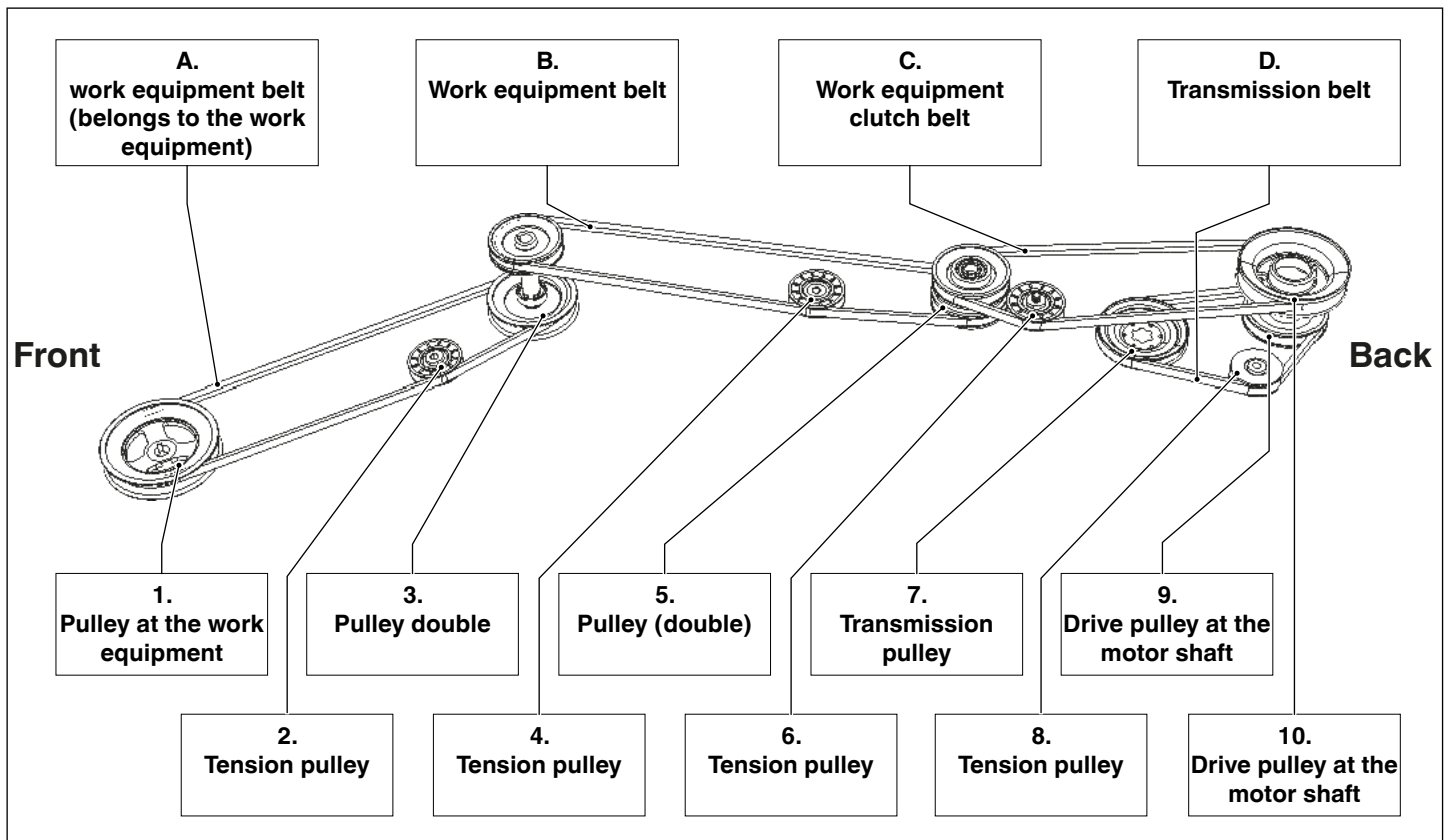 A.
work equipment belt
(belongs to the work
equipment)
B.
Work equipment belt
C.
Work equipment
clutch belt
D.
Transmission belt
Front
Back
1.
Pulley at the work
equipment
3.
Pulley double
5.
Pulley (double)
7.
Transmission
pulley
9.
Drive pulley at the
motor shaft
2.
Tension pulley
4.
Tension pulley
6.
Tension pulley
8.
Tension pulley
10.
Drive pulley at the
motor shaft